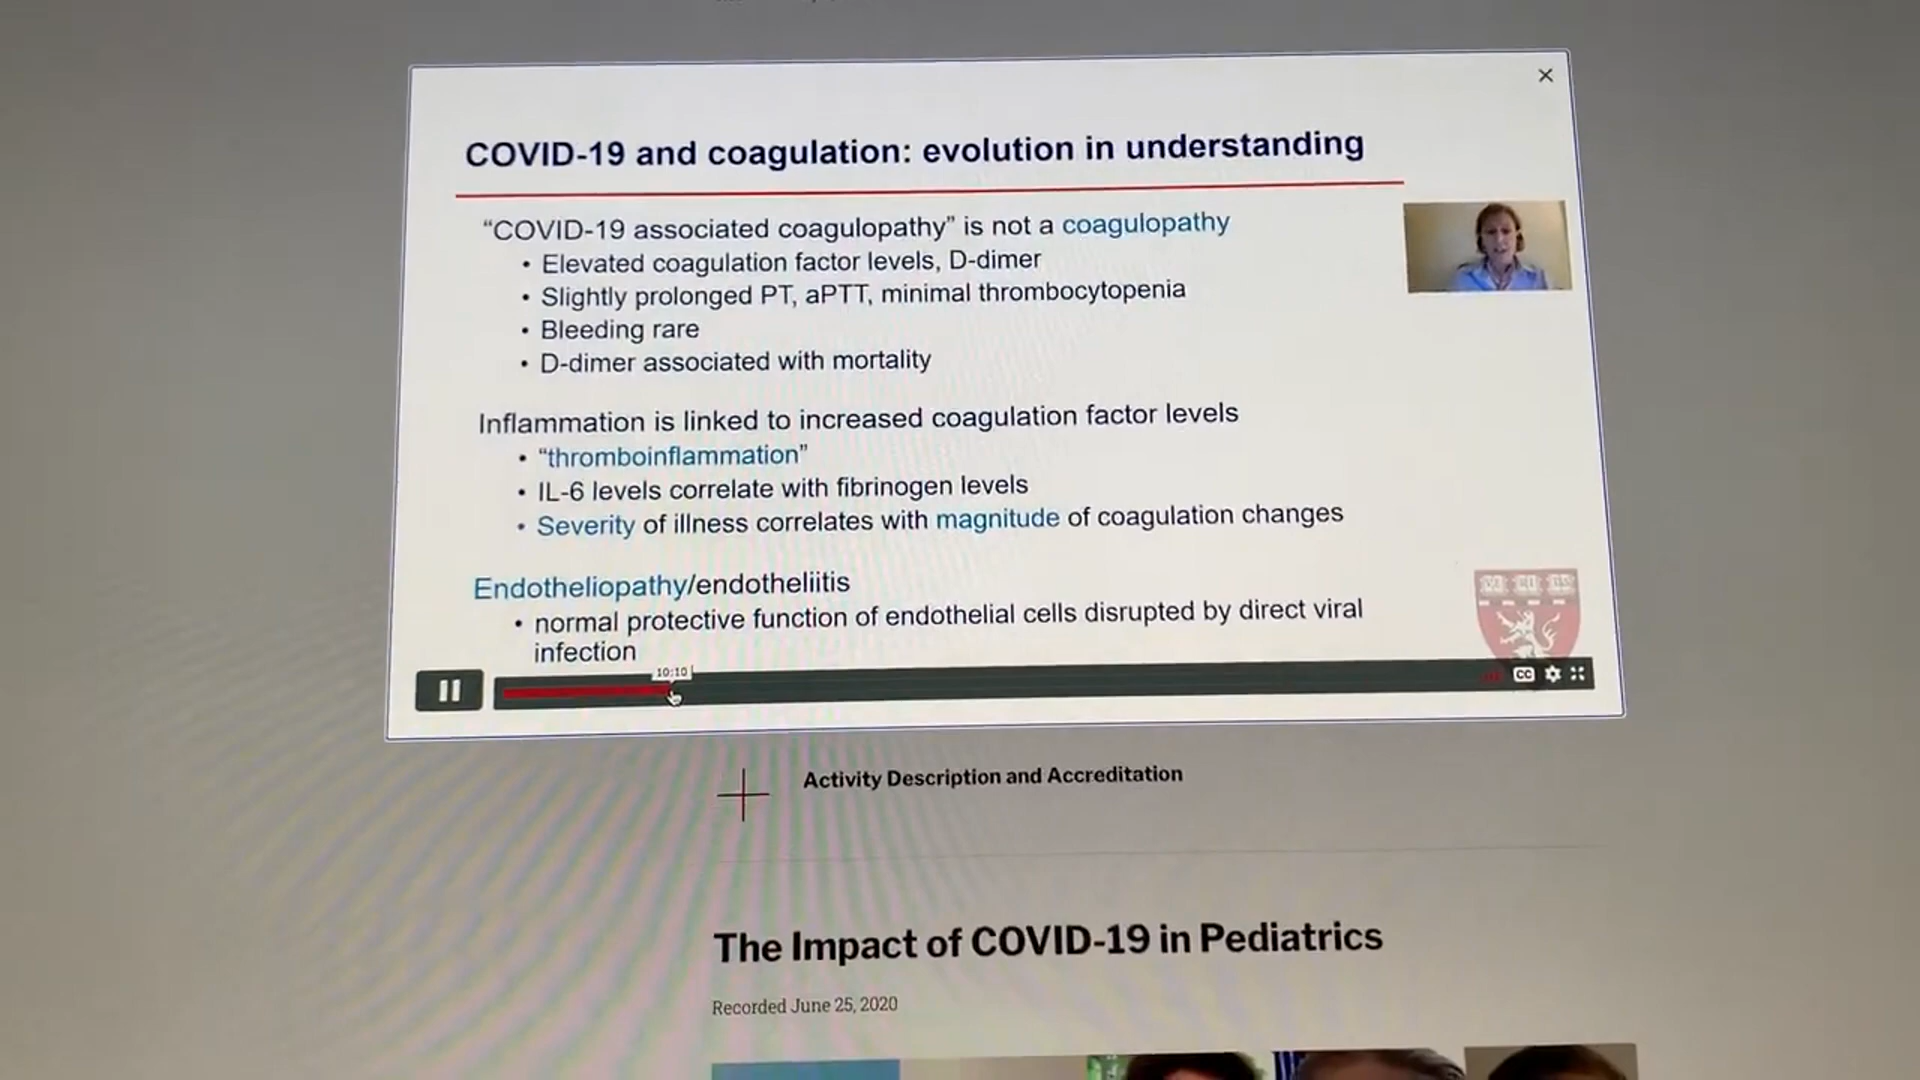 COVID-19 and coagulation: evolution in understanding
“COVID-19 associated coagulopathy” is not a coagulopathy
• Elevated coagulation factor levels, D-dimer
• Slightly prolonged PT, aPTT, minimal thrombocytopenia
• Bleeding rare
• D-dimer associated with mortality
Inflammation is linked to increased coagulation factor levels
• “thromboinflammation”
• IL-6 levels correlate with fibrinogen levels
• Severity of illness correlates with magnitude of coagulation changes
Endotheliopathy/endotheliitis
• normal protective function of endothelial cells disrupted by direct viral
infection
10:10
CC
Activity Description and Accreditation
The Impact of COVID-19 in Pediatrics
Recorded June 25, 2020